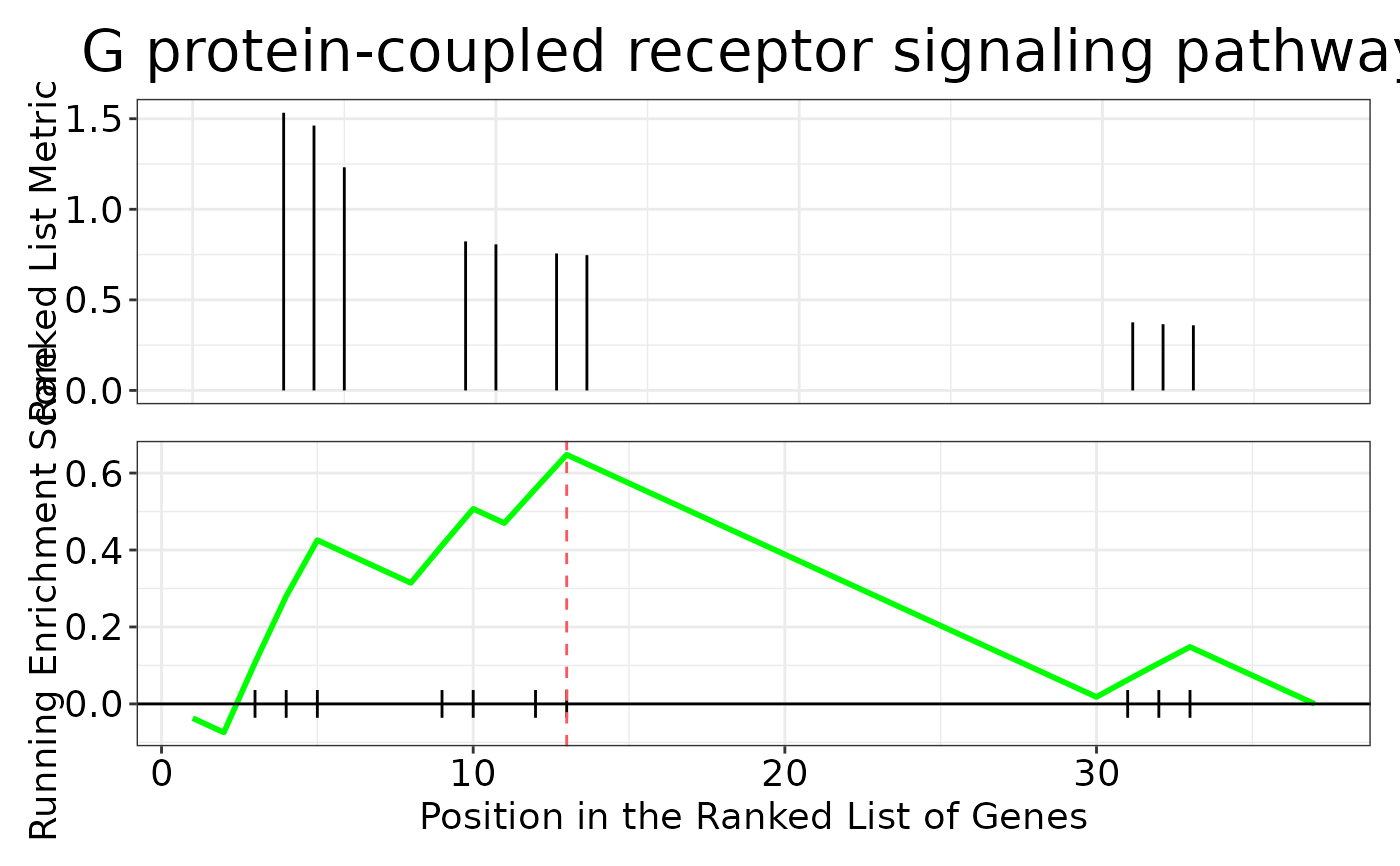 G protein-coupled receptor signaling pathway
Ranked List Metric
1.5
1.0
0.5
0.0
Running Enrichment Score
0.6
0.4
0.2
0.0
0 10 20 30
Position in the Ranked List of Genes